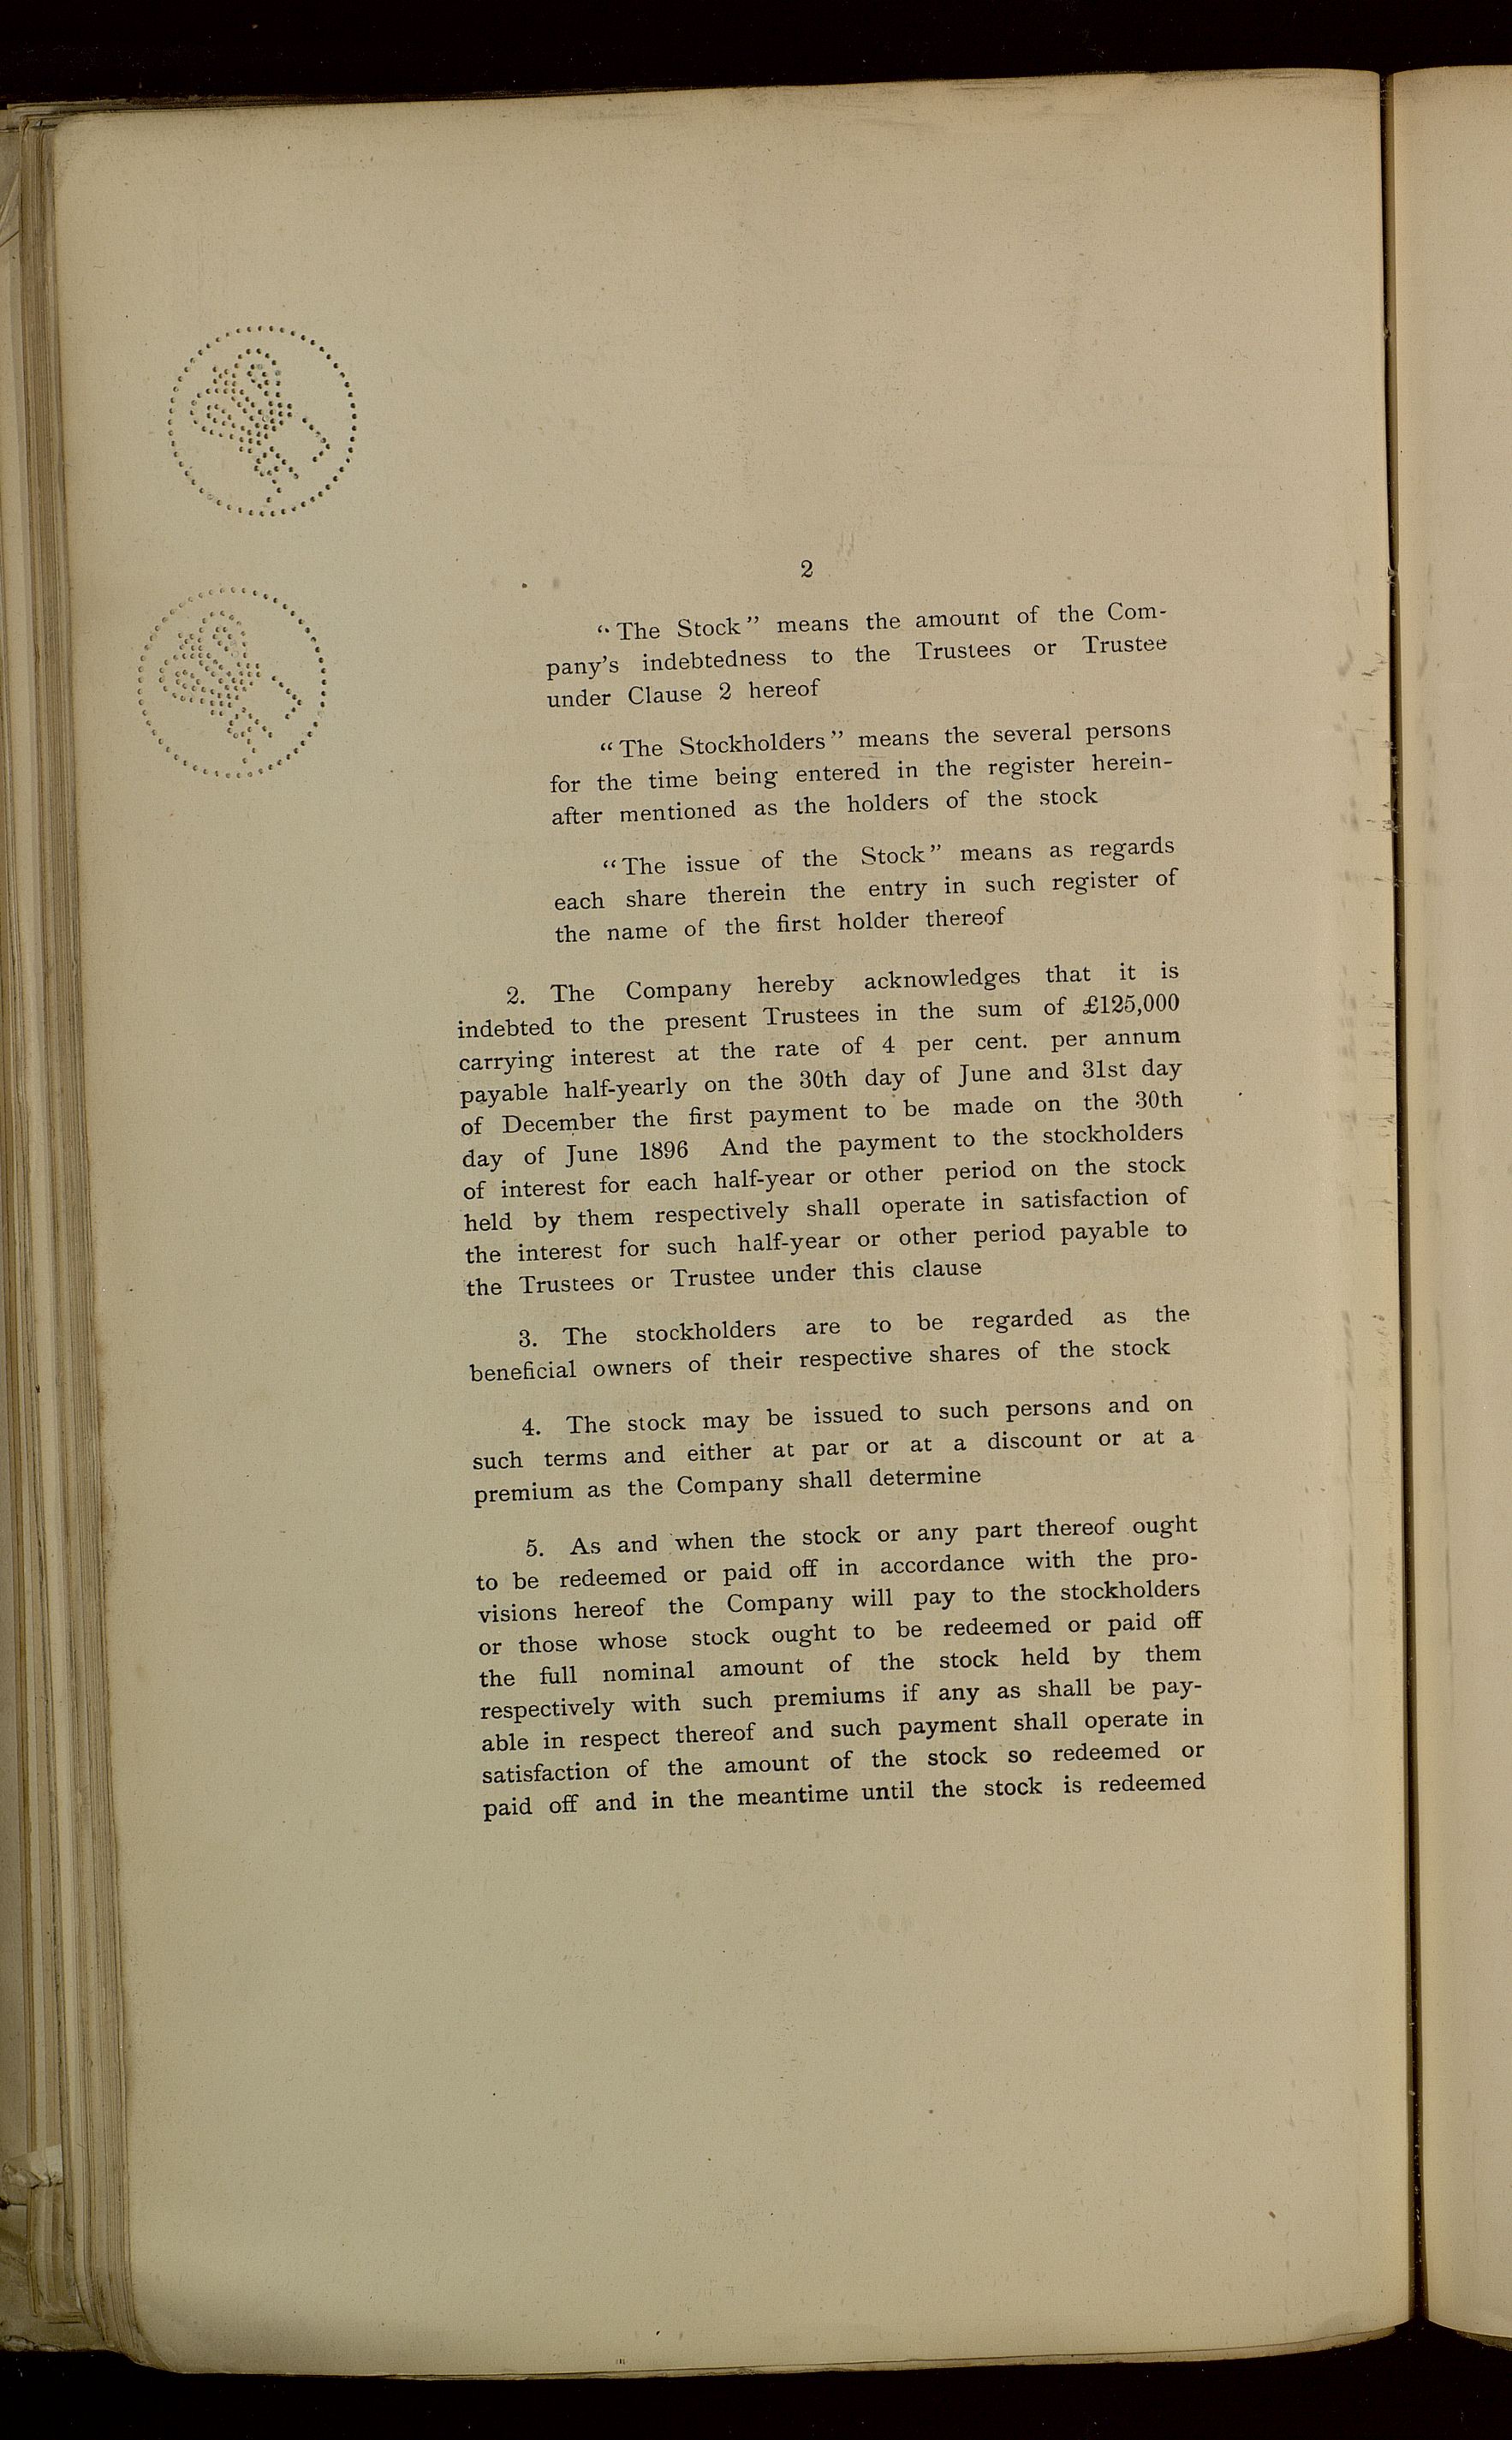 2
“The Stock” means the amount of the Com-
pany’s indebtedness to the Trustees or Trustee
under Clause 2 hereof
“The Stockholders” means the several persons
for the time being entered in the register herein-
after mentioned as the holders of the stock
“The issue of the Stock” means as regards
each share therein the entry in such register of
the name of the first holder thereof
2. The Company hereby acknowledges that it is
indebted to the present Trustees in the sum of £125,000
carrying interest at the rate of 4 per cent. per annum
payable half-yearly on the 30th day of June and 31st day
of December the first payment to be made on the 30th
day of June 1896 And the payment to the stockholders
of interest for each half-year or other period on the stock
held by them respectively shall operate in satisfaction of
the interest for such half-year or other period payable to
the Trustees or Trustee under this clause
3. The stockholders are to be regarded as the
beneficial owners of their respective shares of the stock
4. The stock may be issued to such persons and on
such terms and either at par or at a discount or at a
premium as the Company shall determine
5. As and when the stock or any part thereof ought
to be redeemed or paid off in accordance with the pro-
visions hereof the Company will pay to the stockholders
or those whose stock ought to be redeemed or paid off
the full nominal amount of the stock held by them
respectively with such premiums if any as shall be pay-
able in respect thereof and such payment shall operate in
satisfaction of the amount of the stock so redeemed or
paid off and in the meantime until the stock is redeemed